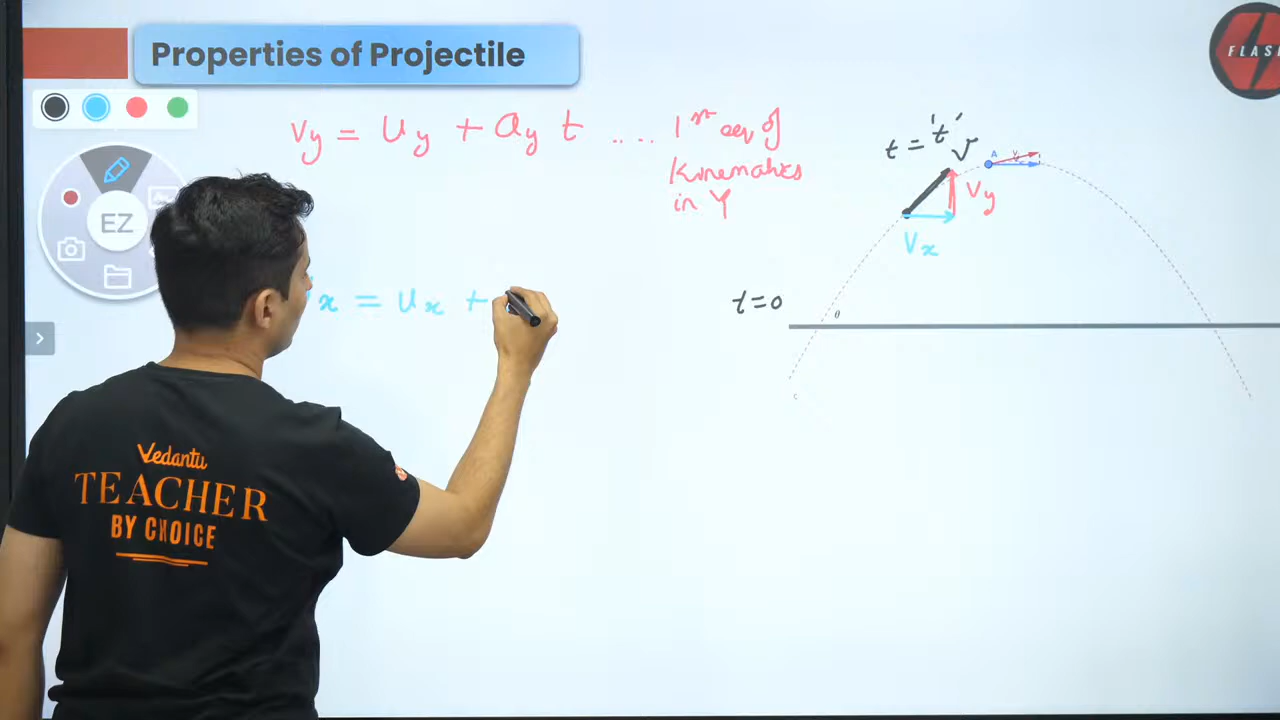 Properties of Projectile
FLASH
vy = uy + ay t .... 1st eqn of
Kinematics
in Y
t = 't'
v
A
Vy
Vx
EZ
x = ux +
t=0
θ
Vedantu
TEACHER
BY CHOICE